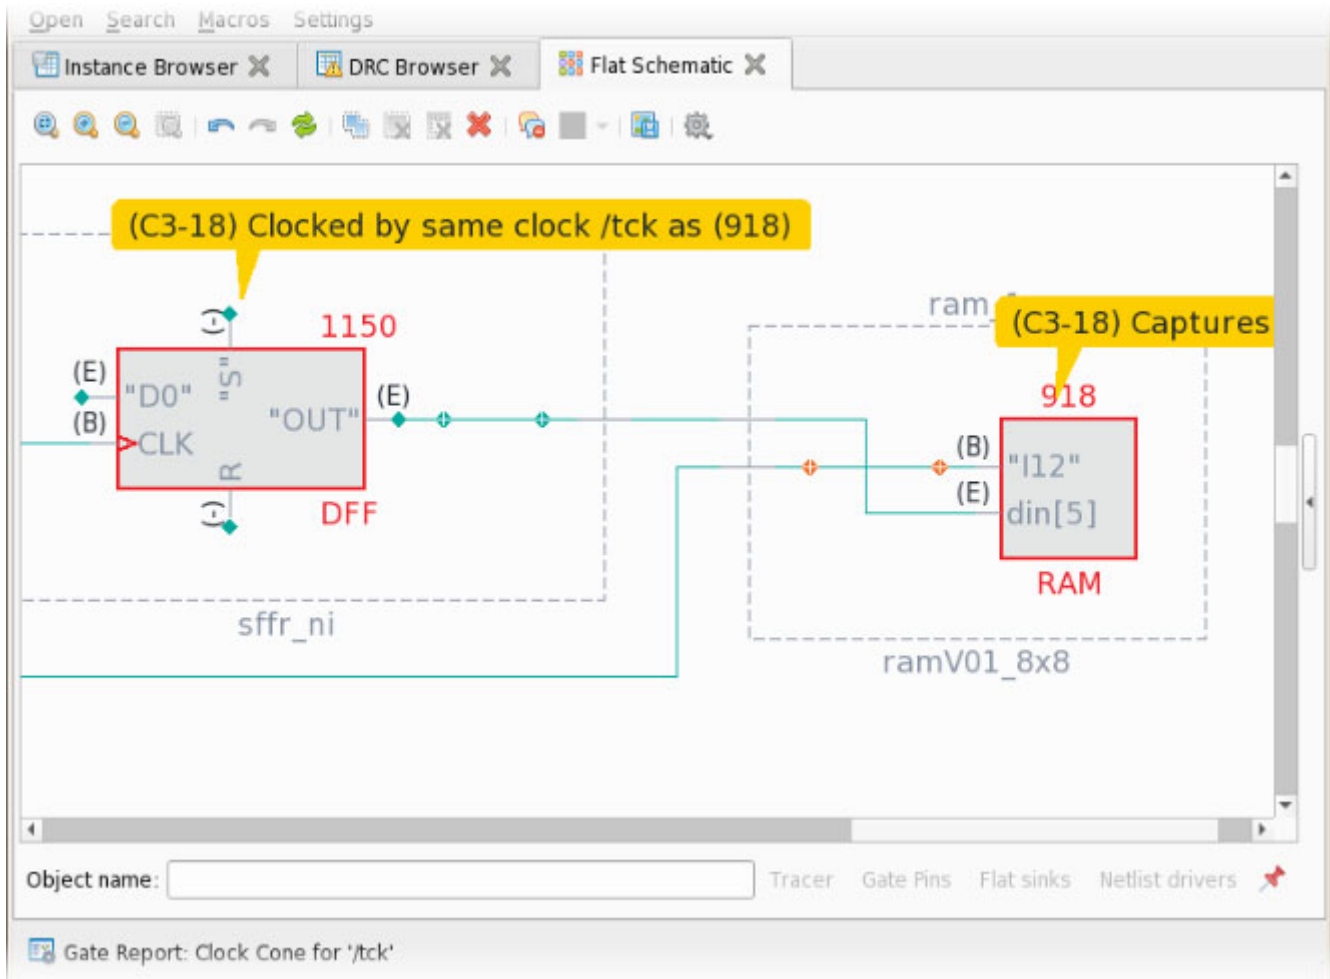 Open Search Macros Settings
Instance Browser DRC Browser Flat Schematic
(C3-18) Clocked by same clock /tck as (918)
ram_
(C3-18) Captures
1150
918
(-)
(E)
"D0"
"S"
(E)
"OUT"
(B)
CLK
R
(-)
DFF
(B)
"I12"
(E)
din[5]
RAM
sffr_ni
ramV01_8x8
Object name: Tracer Gate Pins Flat sinks Netlist drivers
Gate Report: Clock Cone for '/tck'